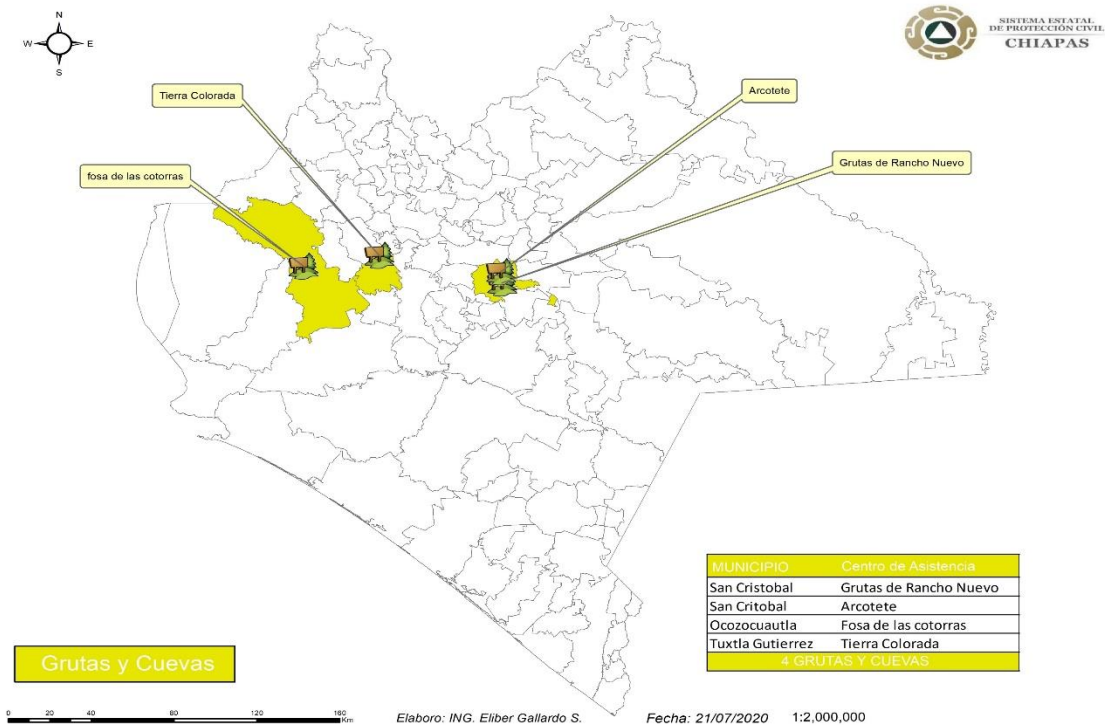 N
W E
S
SISTEMA ESTATAL
DE PROTECCIÓN CIVIL
CHIAPAS
Tierra Colorada
Arcotete
fosa de las cotorras
Grutas de Rancho Nuevo
MUNICIPIO Centro de Asistencia
San Cristobal Grutas de Rancho Nuevo
San Critobal Arcotete
Ocozocuautla Fosa de las cotorras
Tuxtla Gutierrez Tierra Colorada
4 GRUTAS Y CUEVAS
Grutas y Cuevas
0 20 40 80 120 160
Km
Elaboro: ING. Eliber Gallardo S. Fecha: 21/07/2020 1:2,000,000